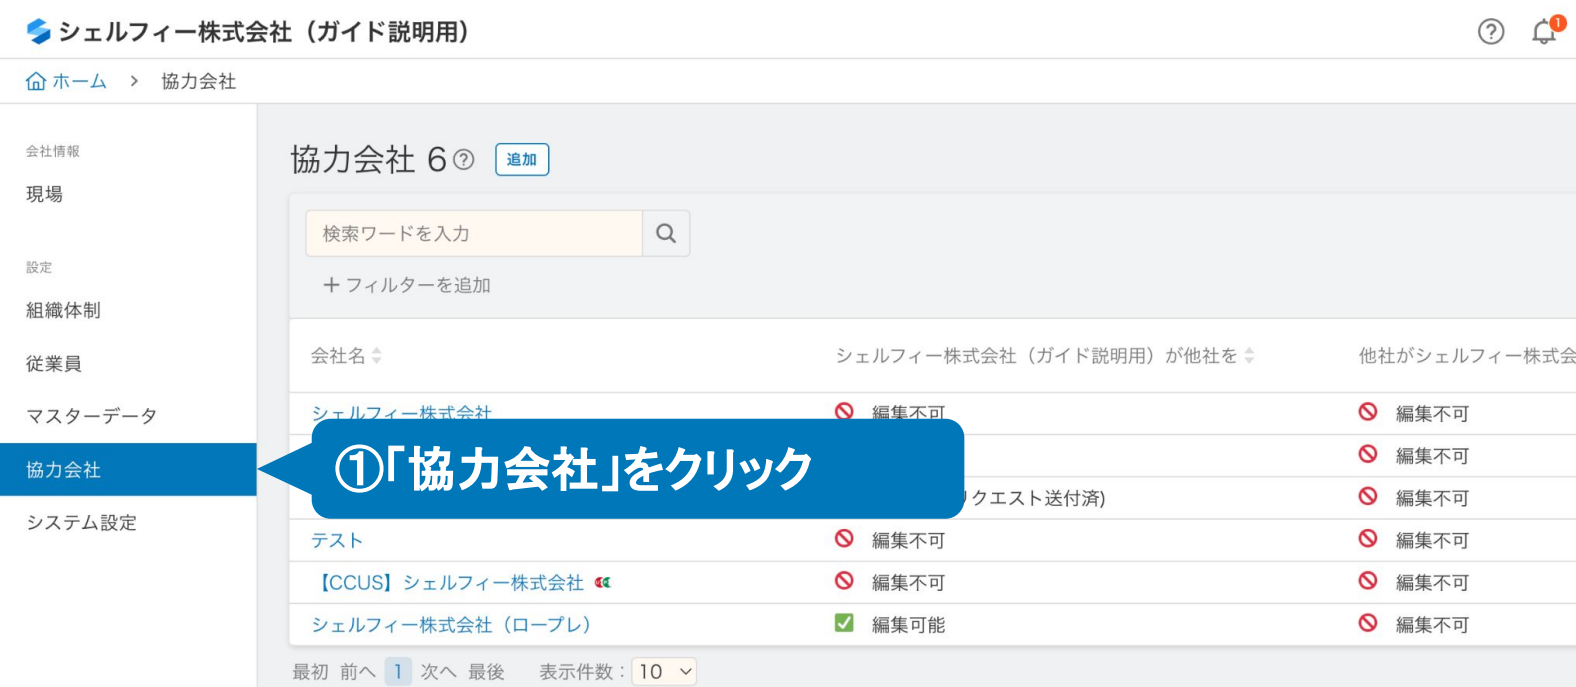 シェルフィー株式会社（ガイド説明用）
1
ホーム > 協力会社
会社情報
現場
設定
組織体制
従業員
マスターデータ
協力会社
システム設定
協力会社 6 追加
検索ワードを入力
＋フィルターを追加
会社名 シェルフィー株式会社（ガイド説明用）が他社を 他社がシェルフィー株式会
シェルフィー株式会社 編集不可 編集不可
編集不可
リクエスト送付済) 編集不可
①「協力会社」をクリック
テスト 編集不可 編集不可
【CCUS】シェルフィー株式会社 編集不可 編集不可
シェルフィー株式会社（ロープレ） 編集可能 編集不可
最初 前へ 1 次へ 最後 表示件数： 10